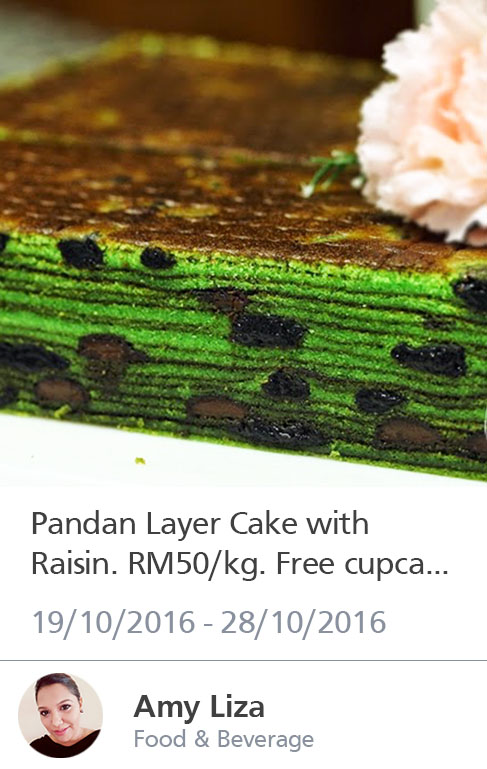 Pandan Layer Cake with
Raisin. RM50/kg. Free cupca...
19/10/2016 - 28/10/2016
Amy Liza
Food & Beverage